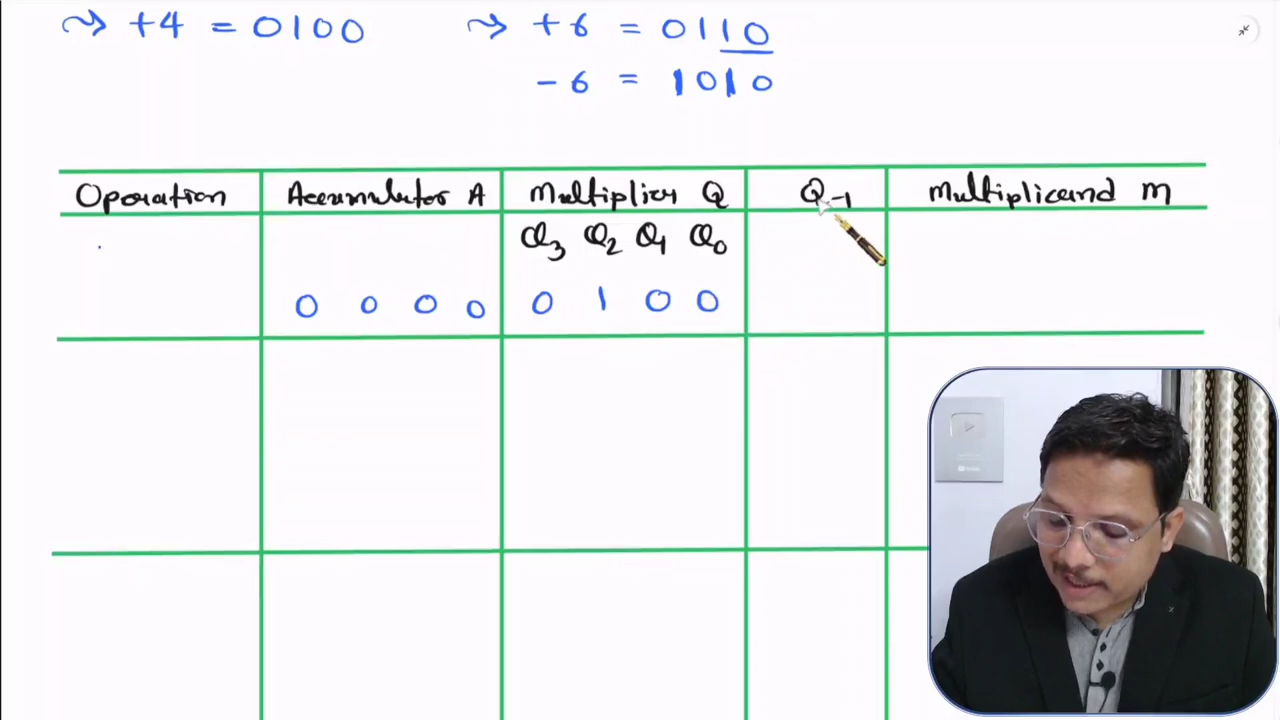 ⤳ +4 = 0100 ⤳ +6 = 0110
-6 = 1010
Operation Accumulator A Multiplier Q Q₋₁ Multiplicand M
Q₃ Q₂ Q₁ Q₀
0 0 0 0 0 1 0 0